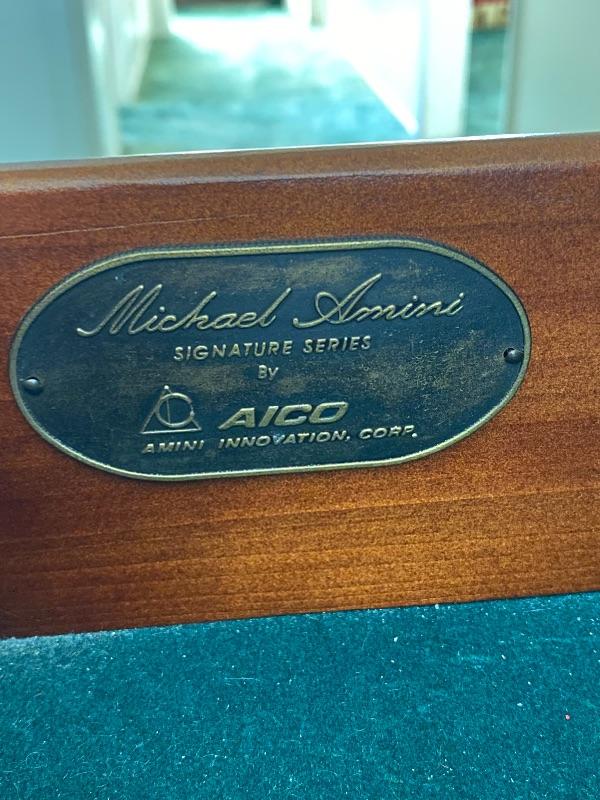 Michael Amini
SIGNATURE SERIES
By
AICO
AMINI INNOVATION, CORP.